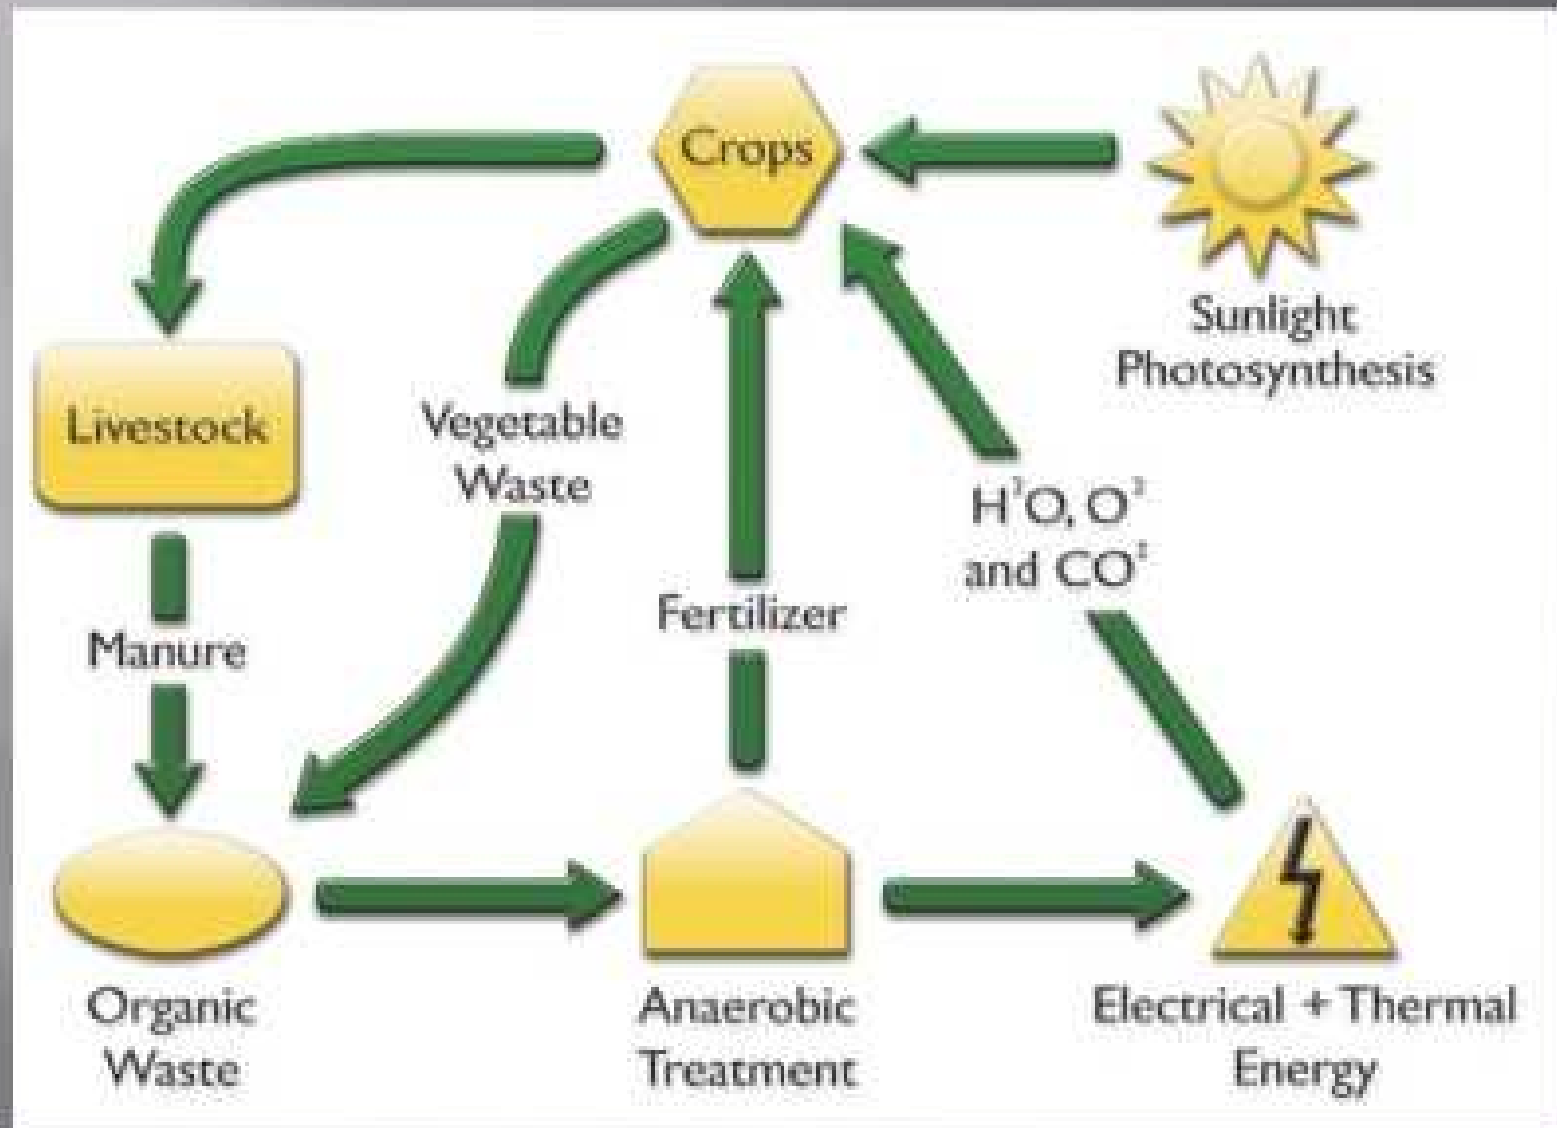 Crops
Sunlight
Photosynthesis
Livestock
Vegetable
Waste
H²O, O²
and CO²
Fertilizer
Manure
Organic
Waste
Anaerobic
Treatment
Electrical + Thermal
Energy